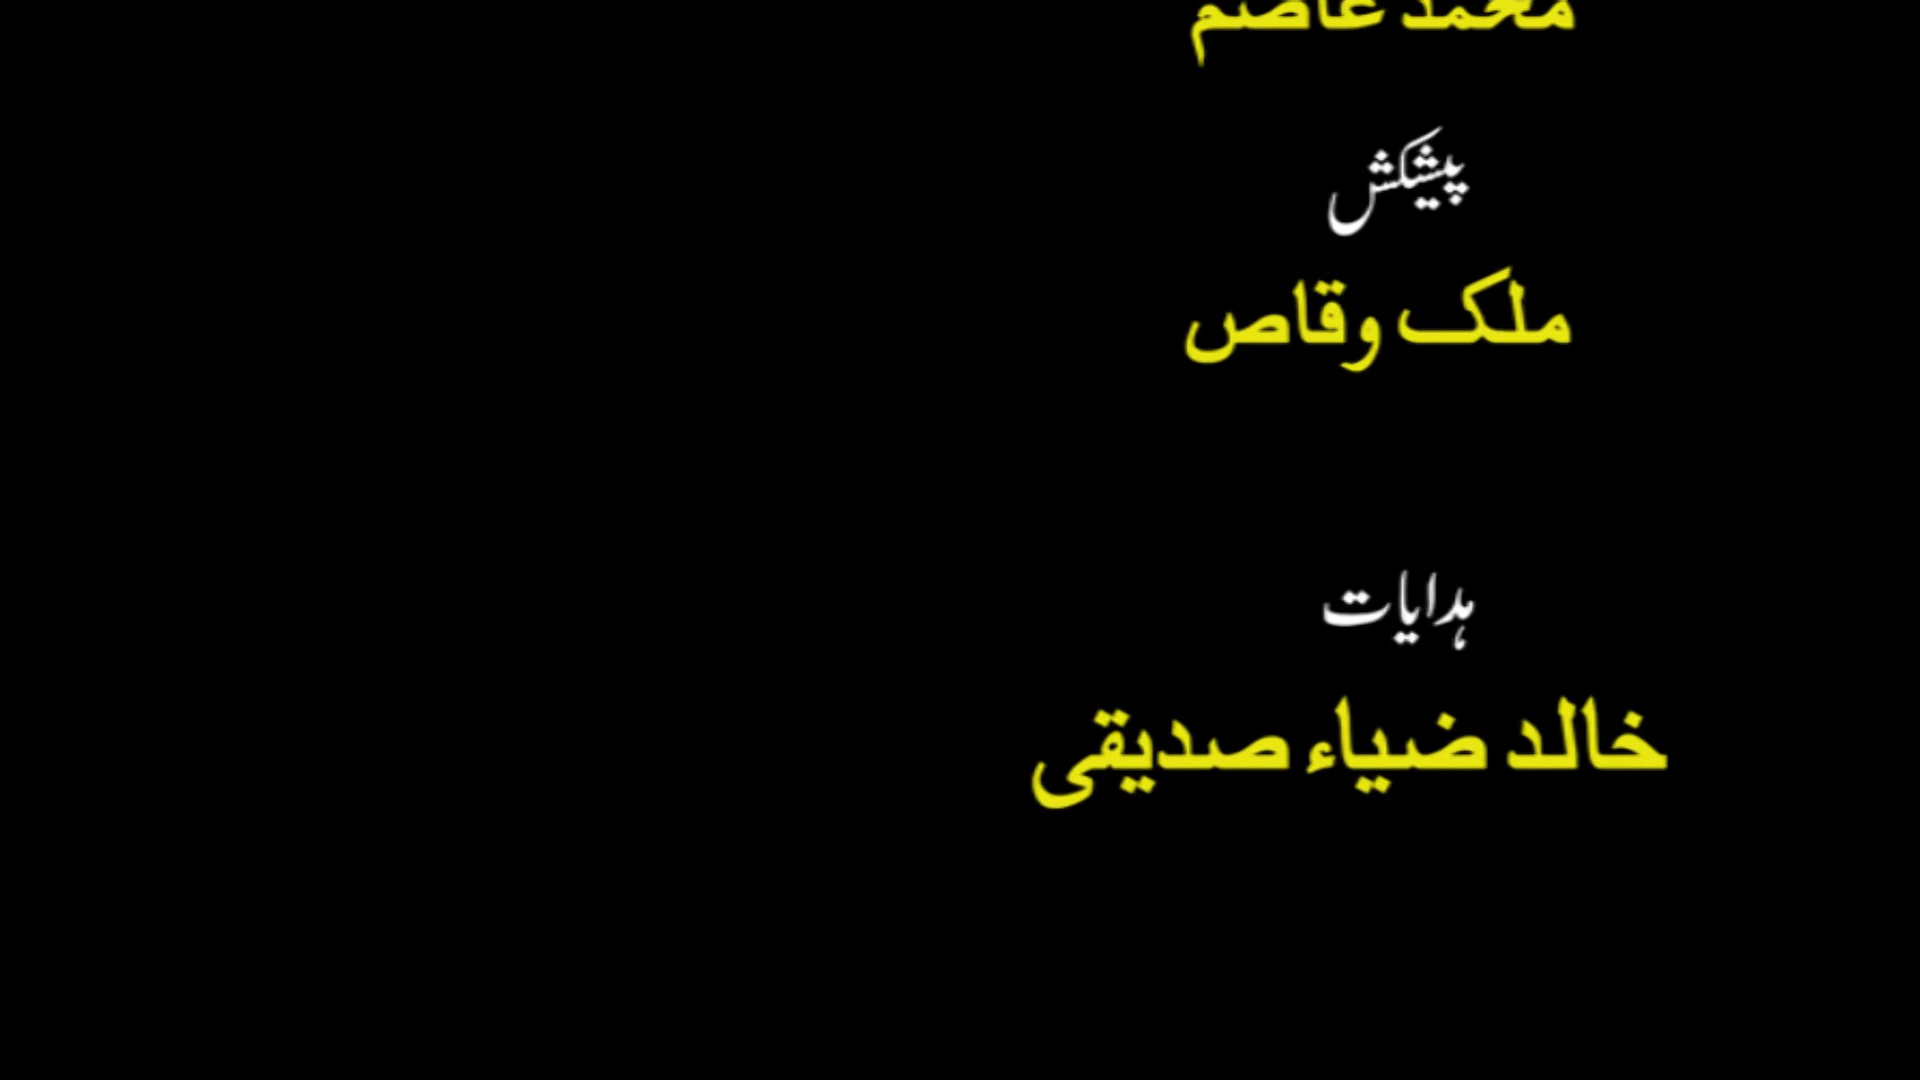 محمد عاصم
پیشکش
ملک وقاص
ہدایات
خالد ضیاء صدیقی